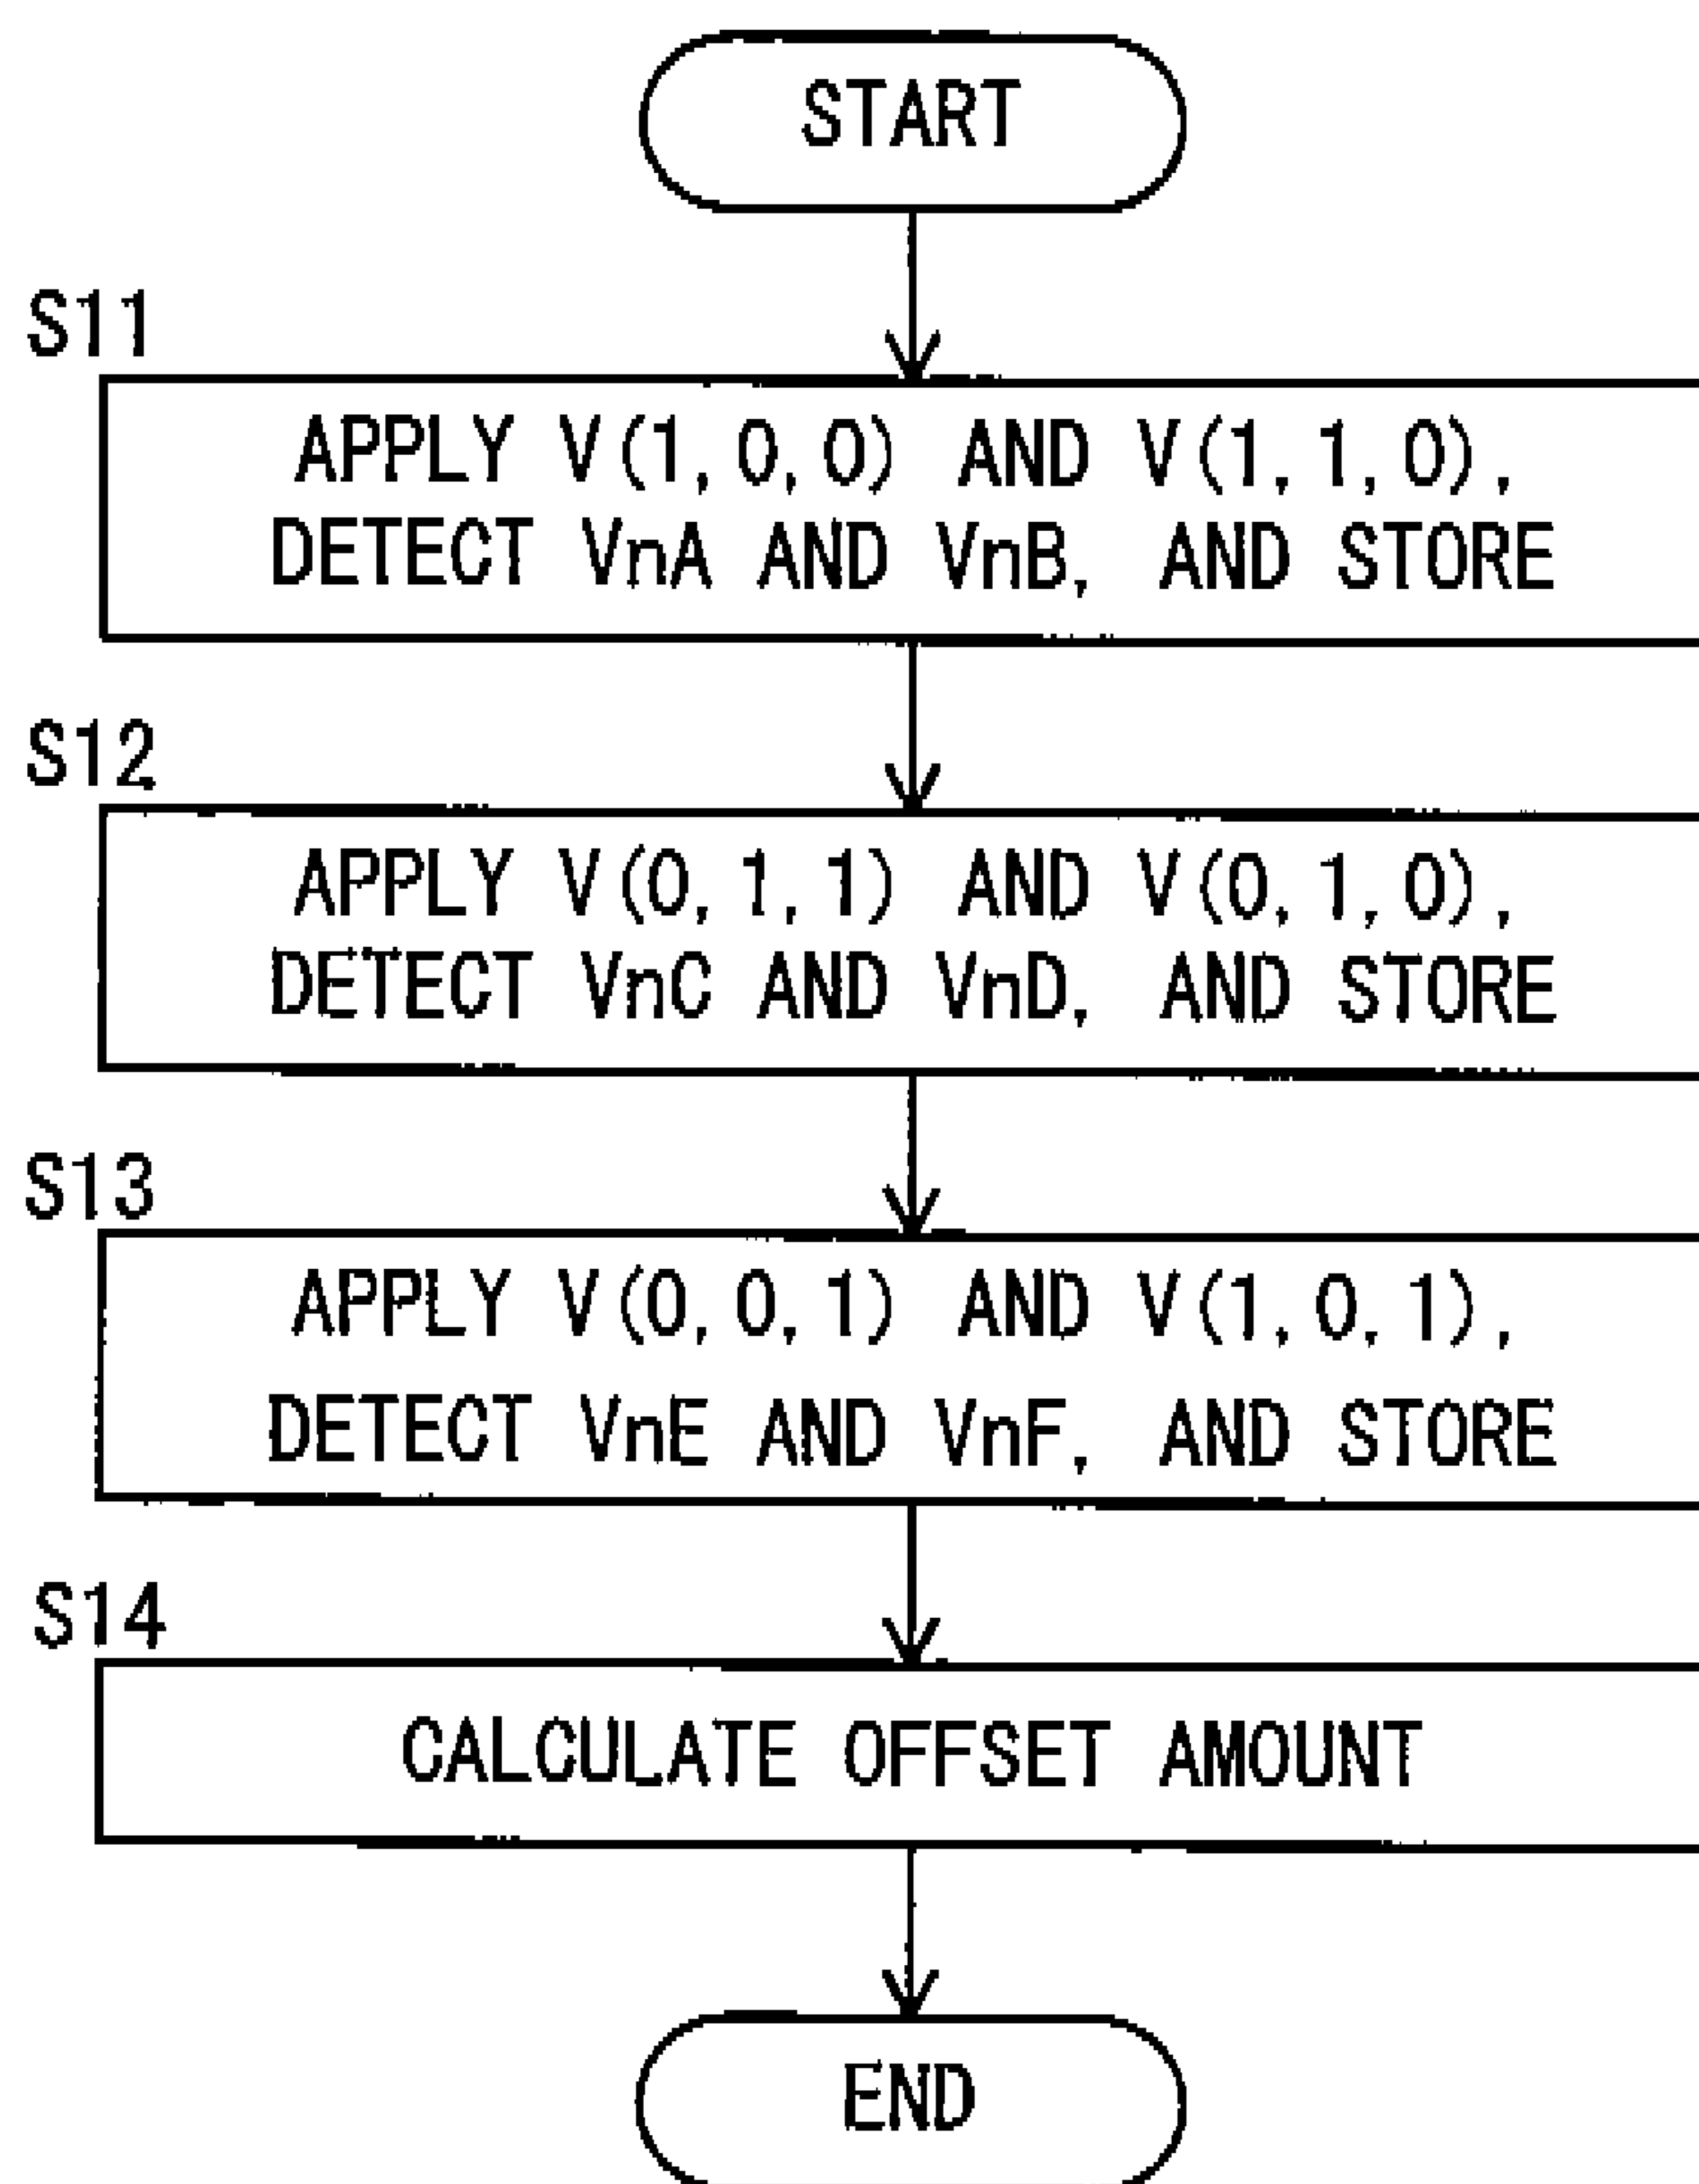 START
S11
APPLY V(1,0,0) AND V(1,1,0),
DETECT VnA AND VnB, AND STORE
S12
APPLY V(0,1,1) AND V(0,1,0),
DETECT VnC AND VnD, AND STORE
S13
APPLY V(0,0,1) AND V(1,0,1),
DETECT VnE AND VnF, AND STORE
S14
CALCULATE OFFSET AMOUNT
END